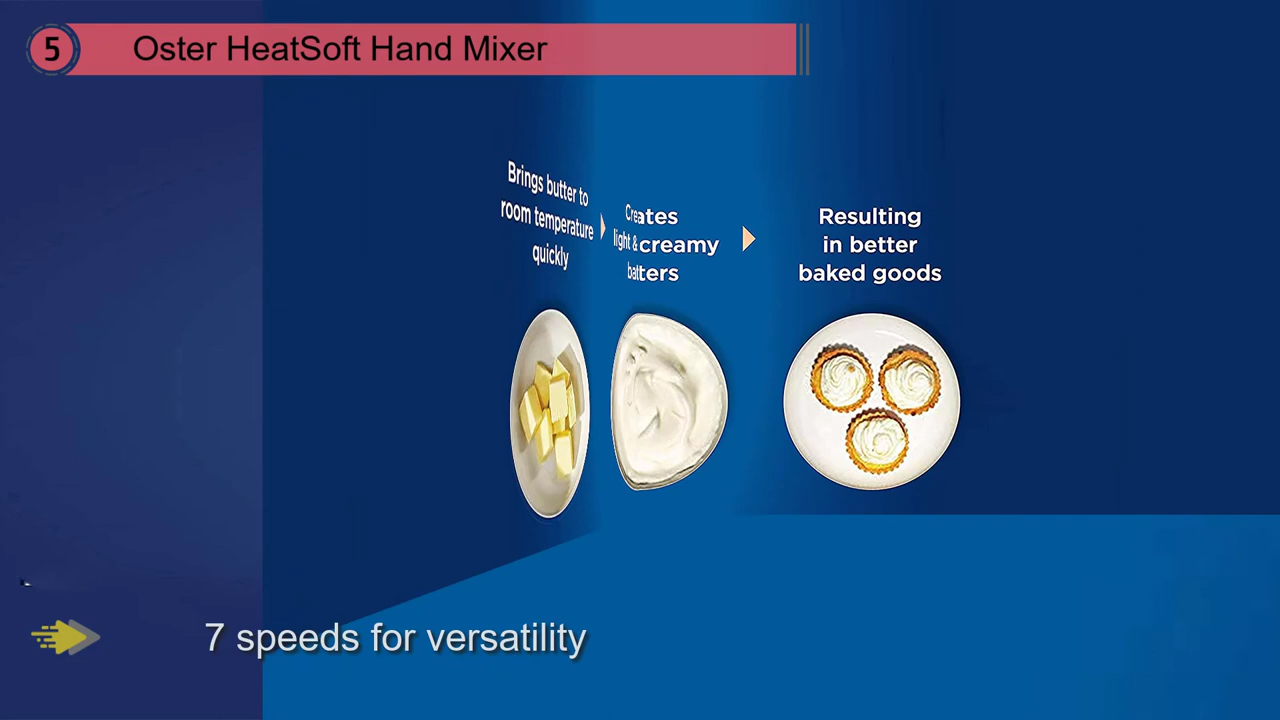 5
Oster HeatSoft Hand Mixer
Brings butter to
room temperature
quickly
Creates
light & creamy
batters
Resulting
in better
baked goods
7 speeds for versatility